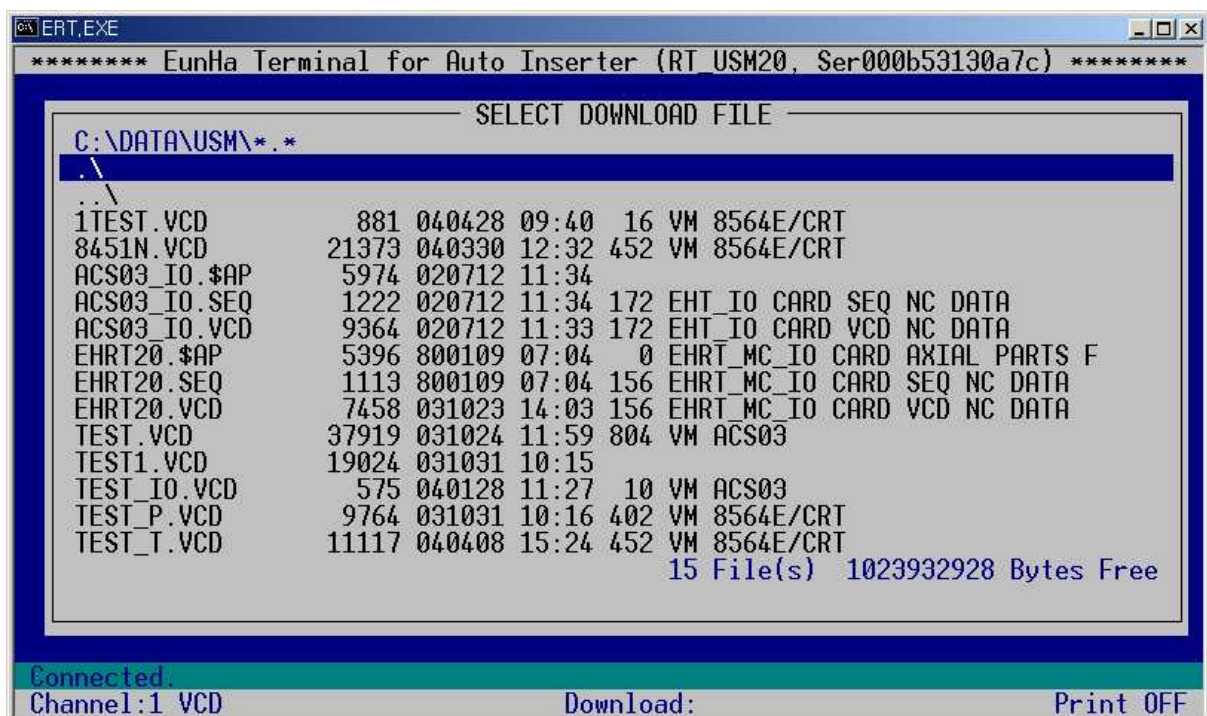 ERT.EXE
******** EunHa Terminal for Auto Inserter (RT_USM20, Ser000b53130a7c) ********
SELECT DOWNLOAD FILE
C:\DATA\USM\*.*
.\
..\
1TEST.VCD 881 040428 09:40 16 VM 8564E/CRT
8451N.VCD 21373 040330 12:32 452 VM 8564E/CRT
ACS03_IO.$AP 5974 020712 11:34
ACS03_IO.SEQ 1222 020712 11:34 172 EHT_IO CARD SEQ NC DATA
ACS03_IO.VCD 9364 020712 11:33 172 EHT_IO CARD VCD NC DATA
EHRT20.$AP 5396 800109 07:04 0 EHRT_MC_IO CARD AXIAL PARTS F
EHRT20.SEQ 1113 800109 07:04 156 EHRT_MC_IO CARD SEQ NC DATA
EHRT20.VCD 7458 031023 14:03 156 EHRT_MC_IO CARD VCD NC DATA
TEST.VCD 37919 031024 11:59 804 VM ACS03
TEST1.VCD 19024 031031 10:15
TEST_IO.VCD 575 040128 11:27 10 VM ACS03
TEST_P.VCD 9764 031031 10:16 402 VM 8564E/CRT
TEST_T.VCD 11117 040408 15:24 452 VM 8564E/CRT
15 File(s) 1023932928 Bytes Free
Connected.
Channel:1 VCD Download: Print OFF